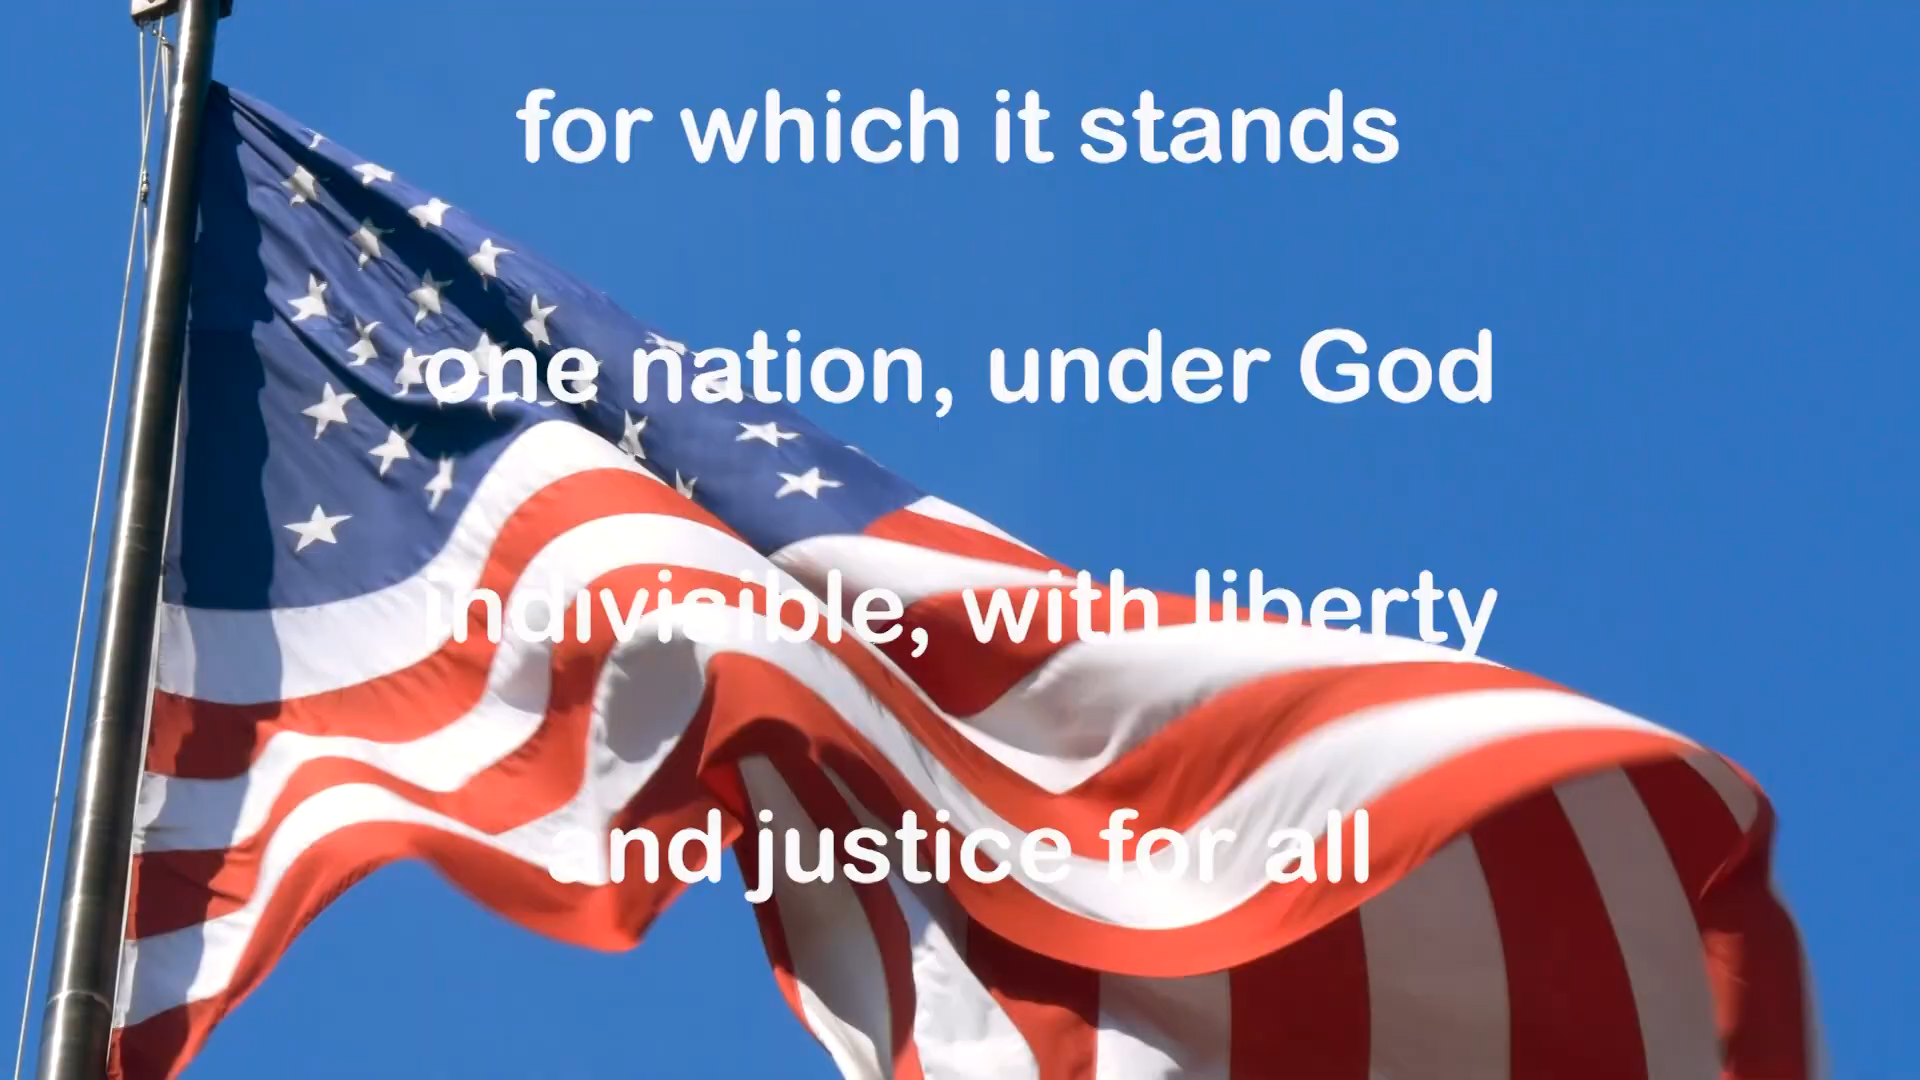 for which it stands
one nation, under God
indivisible, with liberty
and justice for all